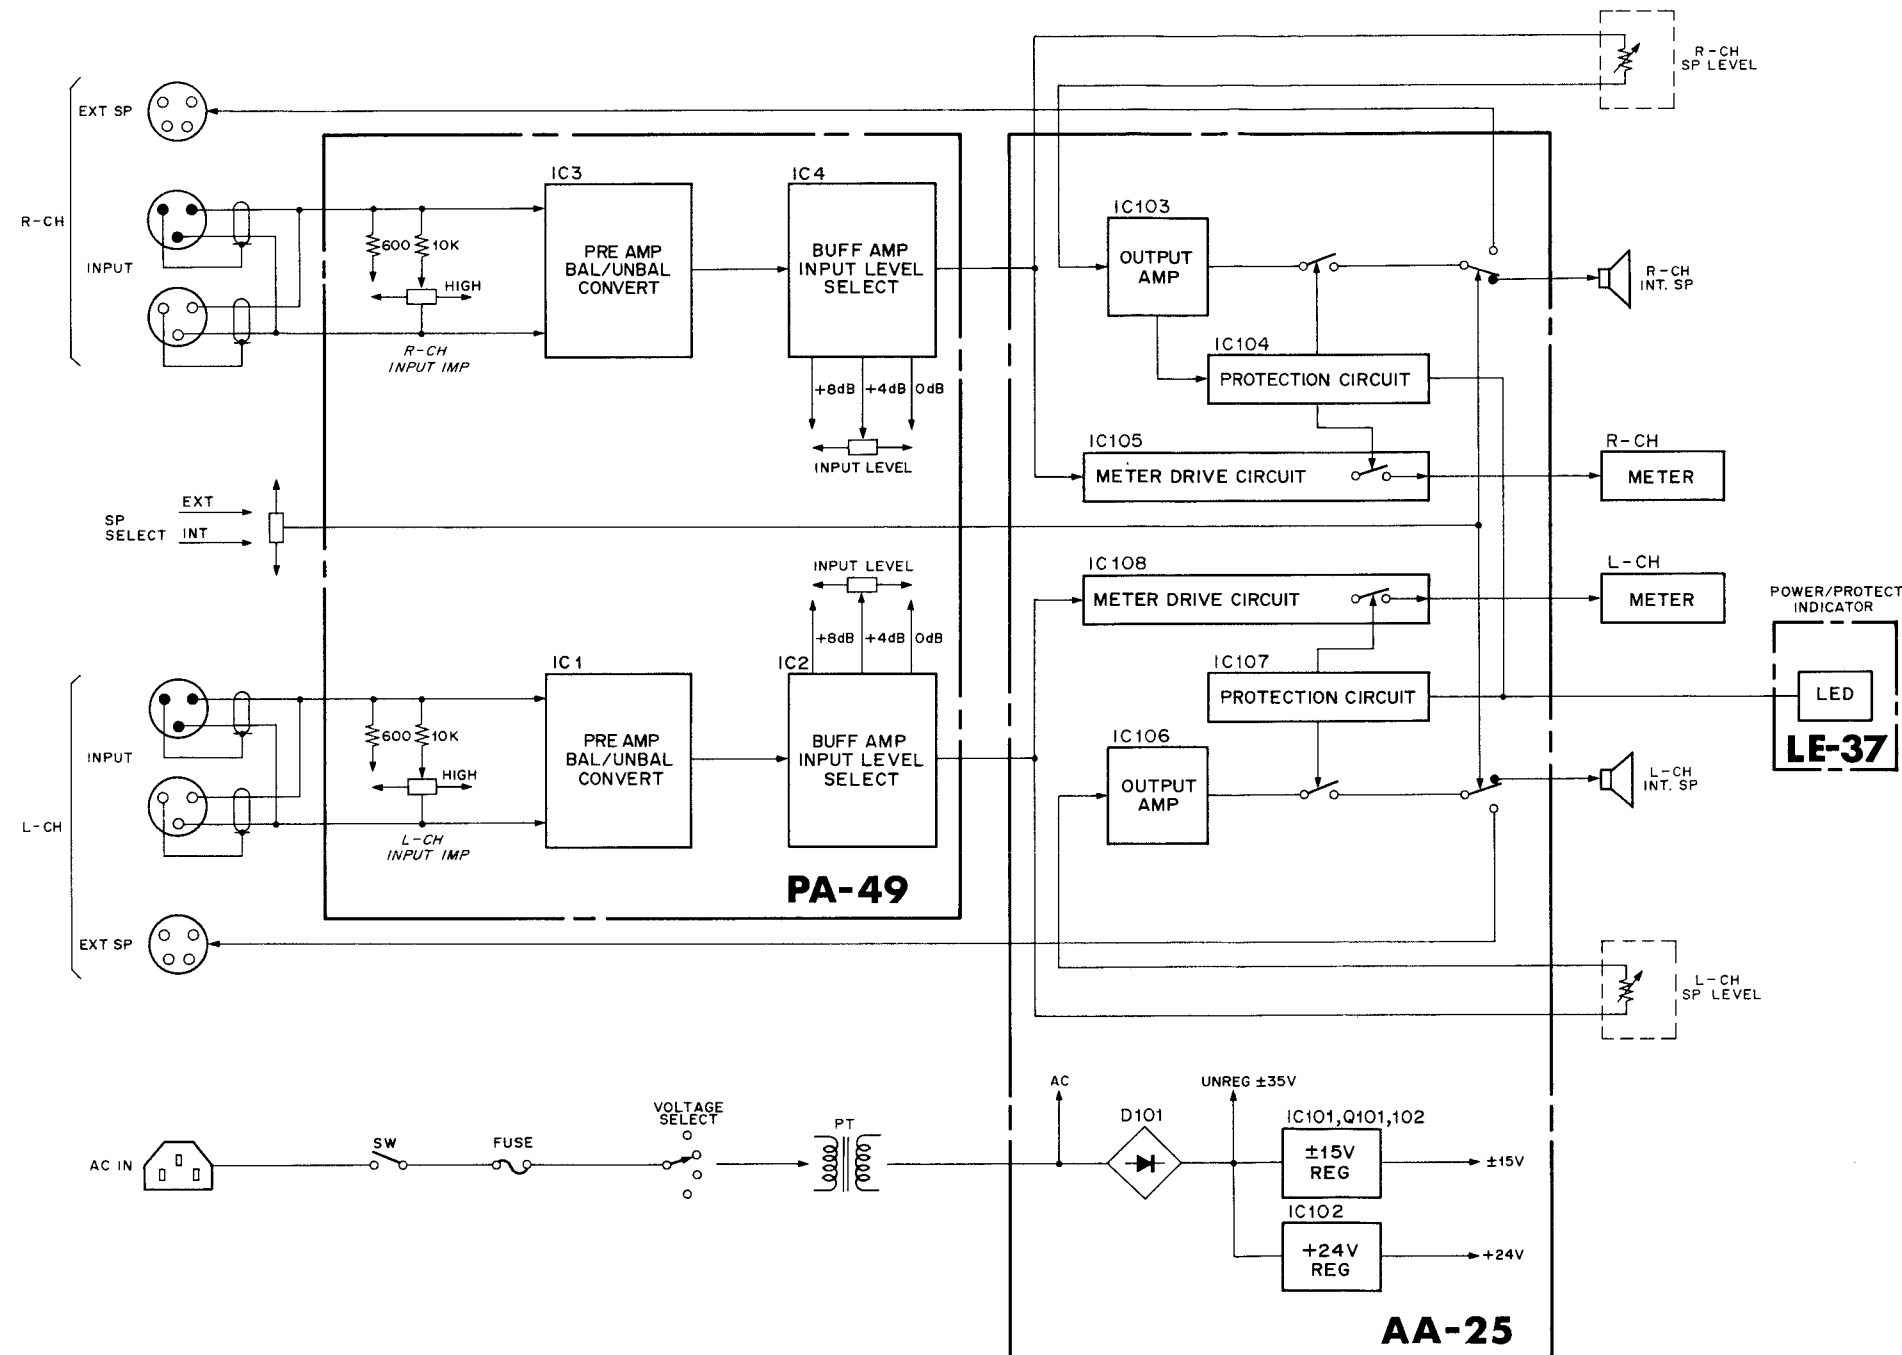 R-CH
SP LEVEL
EXT SP
R-CH
INPUT
600
10K
HIGH
R-CH
INPUT IMP
IC3
PRE AMP
BAL/UNBAL
CONVERT
IC4
BUFF AMP
INPUT LEVEL
SELECT
+8dB
+4dB
0dB
INPUT LEVEL
IC103
OUTPUT
AMP
R-CH
INT. SP
IC104
PROTECTION CIRCUIT
IC105
METER DRIVE CIRCUIT
R-CH
METER
SP
SELECT
EXT
INT
INPUT LEVEL
+8dB
+4dB
0dB
IC108
METER DRIVE CIRCUIT
L-CH
METER
POWER/PROTECT
INDICATOR
LED
LE-37
L-CH
INPUT
600
10K
HIGH
L-CH
INPUT IMP
IC1
PRE AMP
BAL/UNBAL
CONVERT
IC2
BUFF AMP
INPUT LEVEL
SELECT
PA-49
IC107
PROTECTION CIRCUIT
IC106
OUTPUT
AMP
L-CH
INT. SP
EXT SP
L-CH
SP LEVEL
AC IN
SW
FUSE
VOLTAGE
SELECT
PT
AC
D101
UNREG ±35V
IC101,Q101,102
±15V
REG
±15V
IC102
+24V
REG
+24V
AA-25